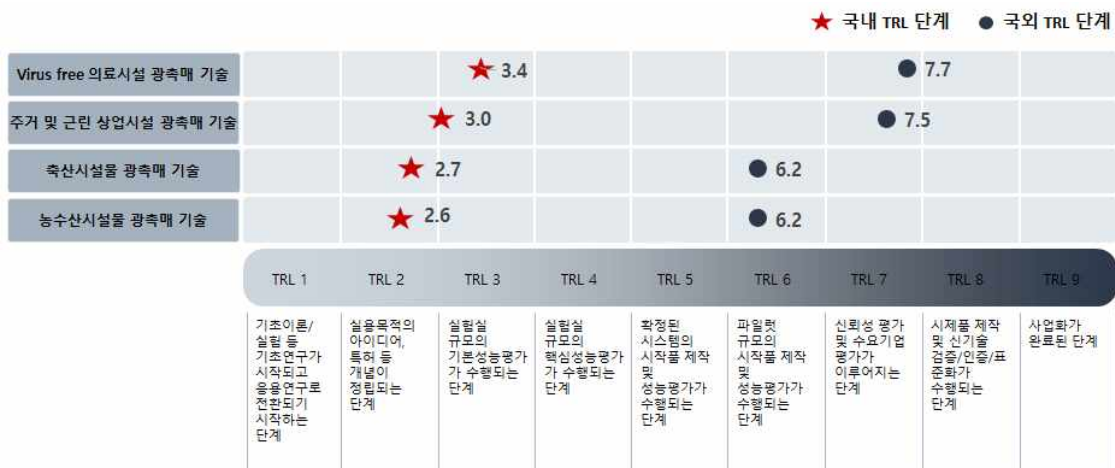 ★ 국내 TRL 단계 ● 국외 TRL 단계
Virus free 의료시설 광촉매 기술 3.4 7.7
주거 및 근린 상업시설 광촉매 기술 3.0 7.5
축산시설물 광촉매 기술 2.7 6.2
농수산시설물 광촉매 기술 2.6 6.2
TRL 1 TRL 2 TRL 3 TRL 4 TRL 5 TRL 6 TRL 7 TRL 8 TRL 9
기초이론/
실험 등
기초연구가
시작되고
응용연구로
전환되기
시작하는
단계
실용목적의
아이디어,
특허 등
개념이
정립되는
단계
실험실
규모의
기본성능평가
가 수행되는
단계
실험실
규모의
핵심성능평가
가 수행되는
단계
확정된
시스템의
시작품 제작
및
성능평가가
수행되는
단계
파일럿
규모의
시작품 제작
및
성능평가가
수행되는
단계
신뢰성 평가
및 수요기업
평가가
이루어지는
단계
시제품 제작
및 신기술
검증/인증/표
준화가
수행되는
단계
사업화가
완료된 단계